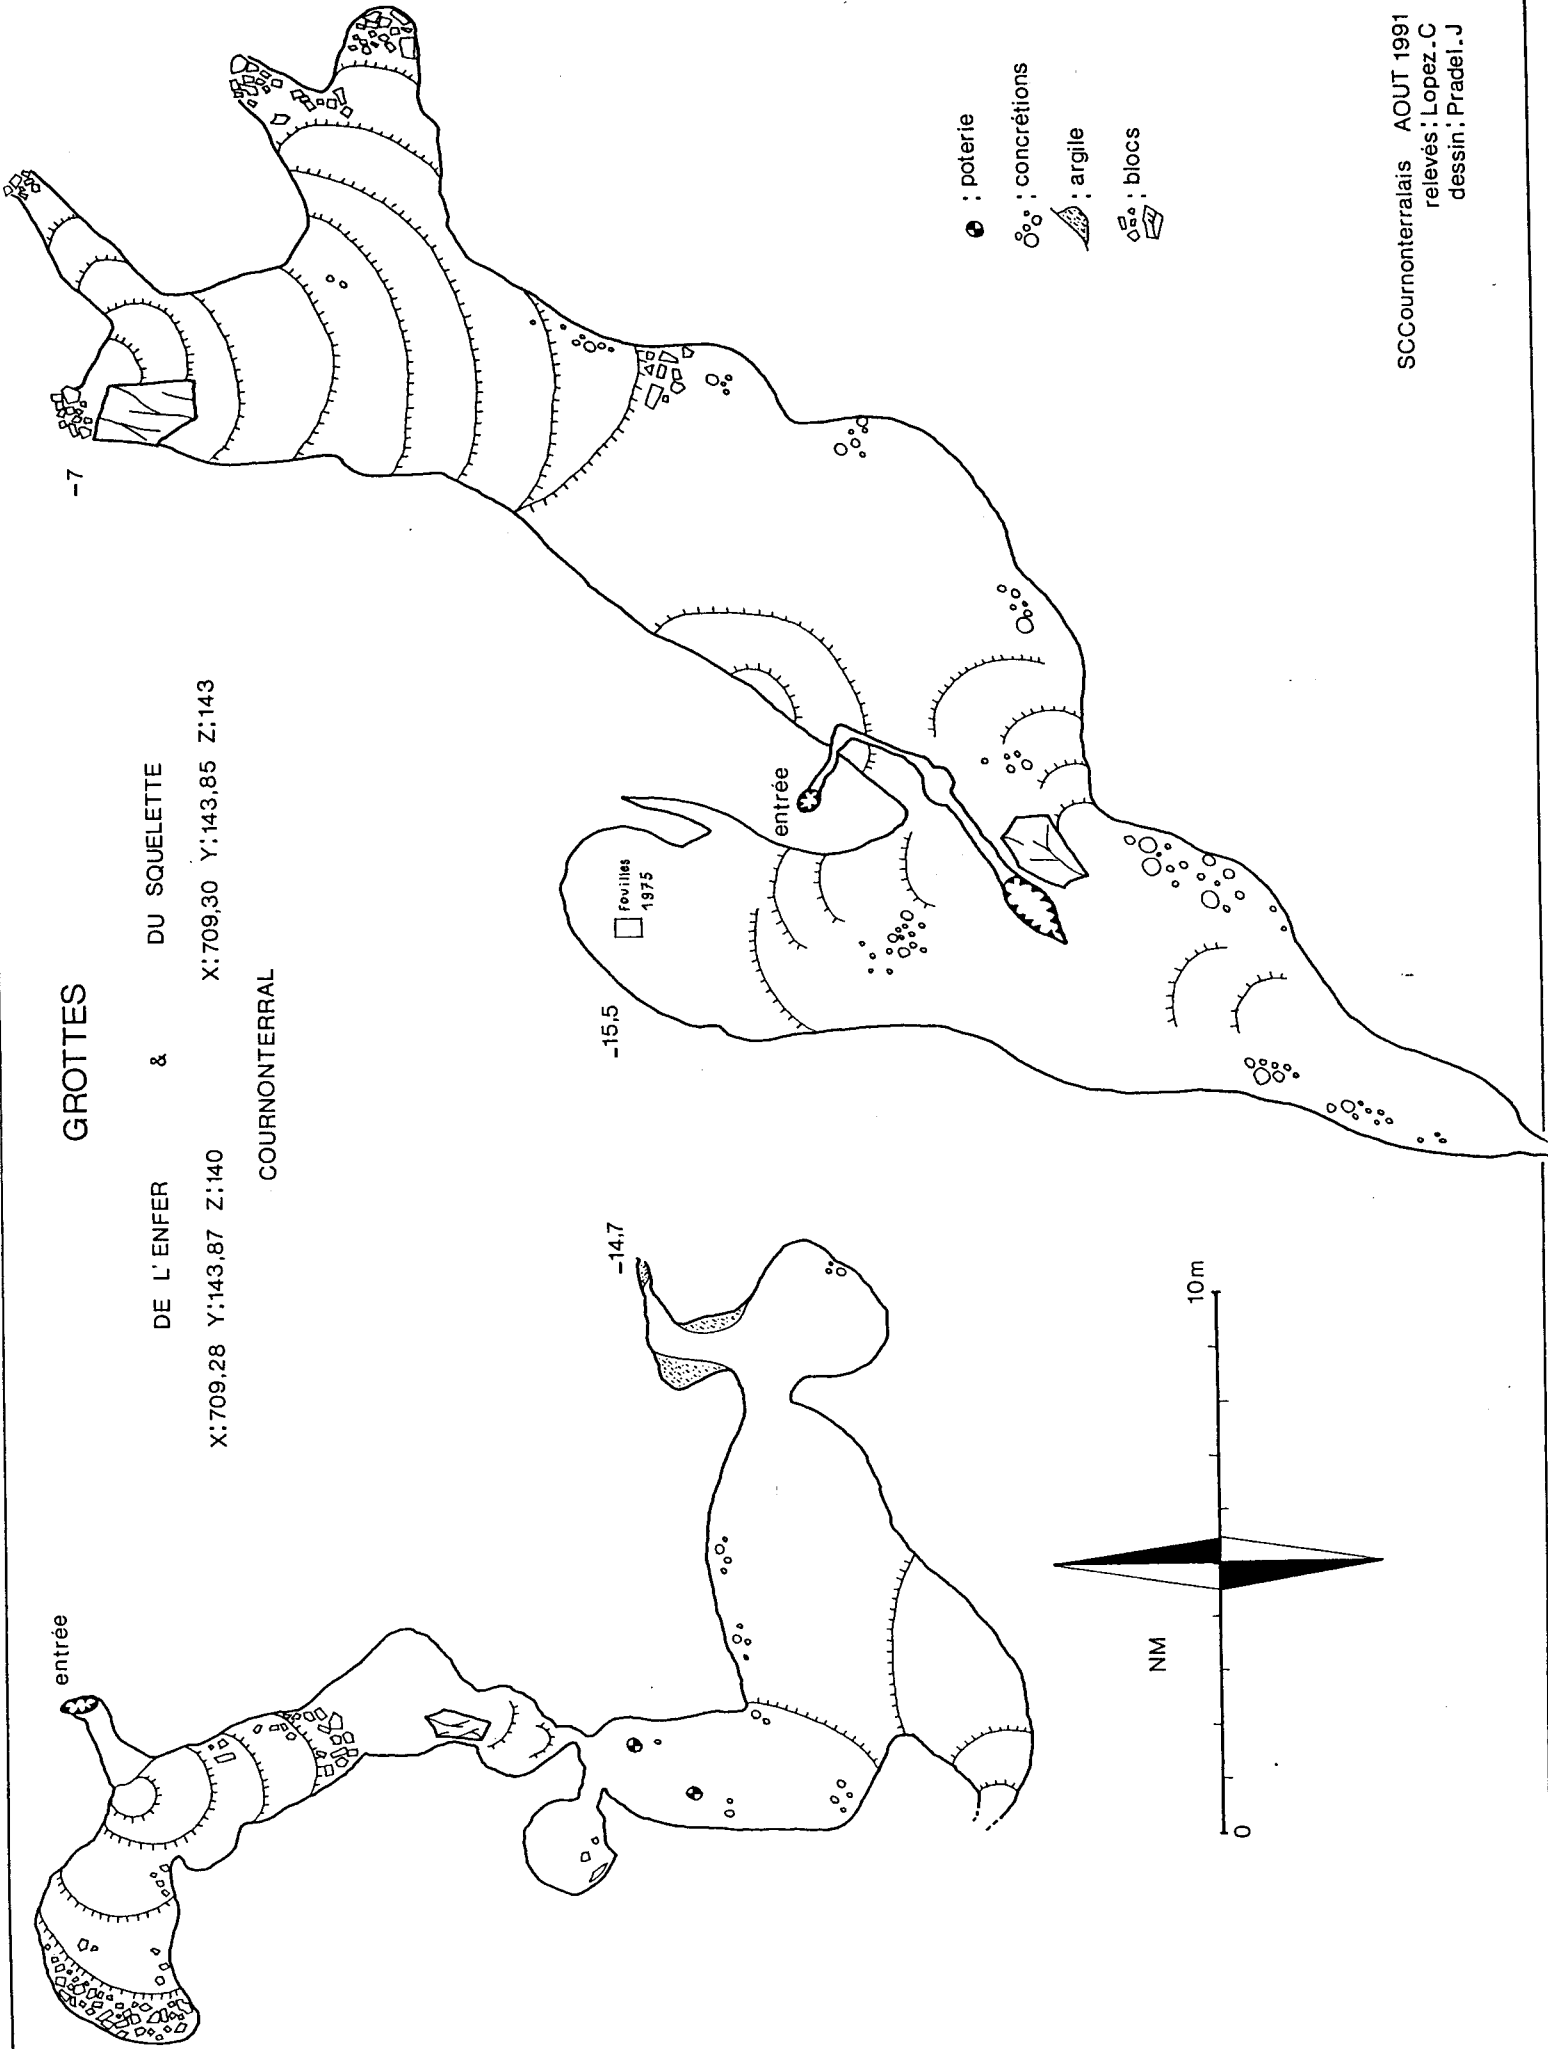 GROTTES
DE L'ENFER & DU SQUELETTE
X:709,28 Y:143,87 Z:140 X:709,30 Y:143,85 Z:143
COURNONTERRAL
entrée
-7
-14,7
-15,5
fouilles
1975
entrée
: poterie
: concrétions
: argile
: blocs
NM
0
10m
SCCournonterralais AOUT 1991
relevés: Lopez.C
dessin: Pradel.J